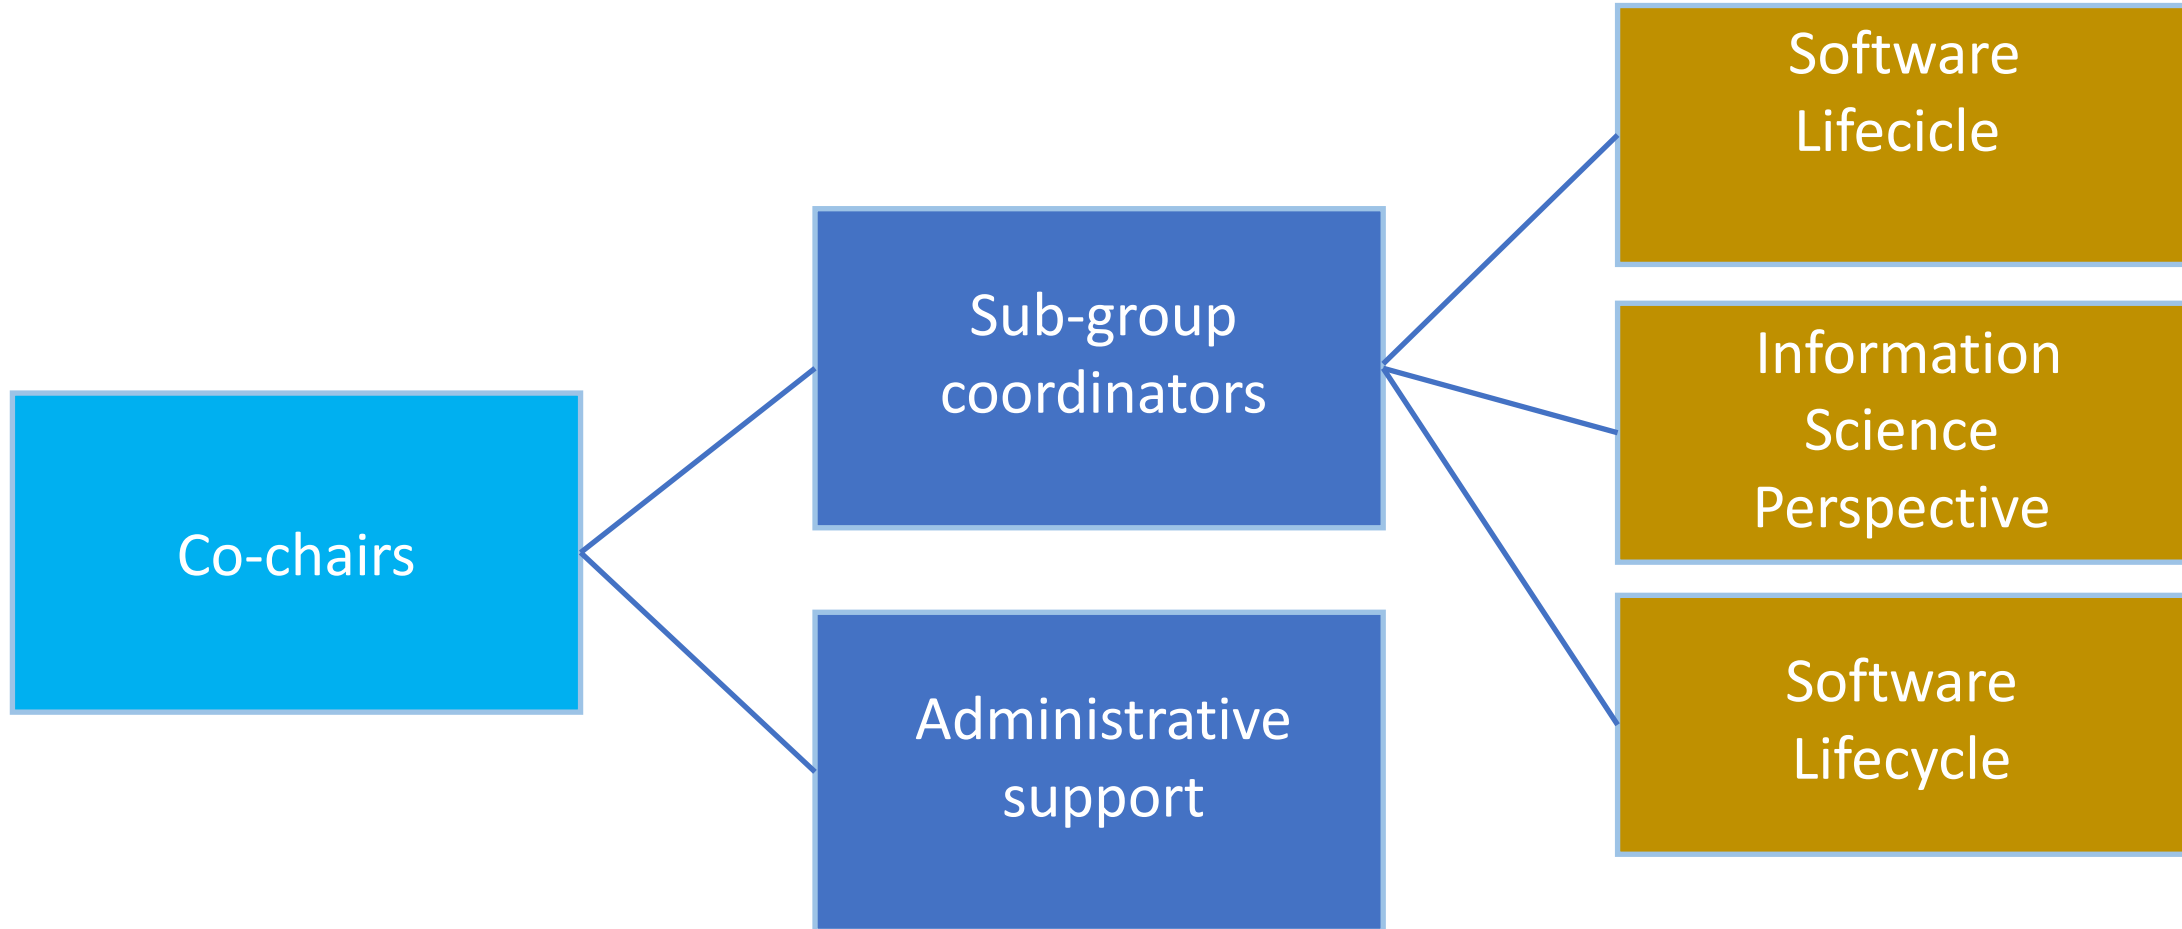 Co-chairs
Sub-group
coordinators
Administrative
support
Software
Lifecicle
Information
Science
Perspective
Software
Lifecycle